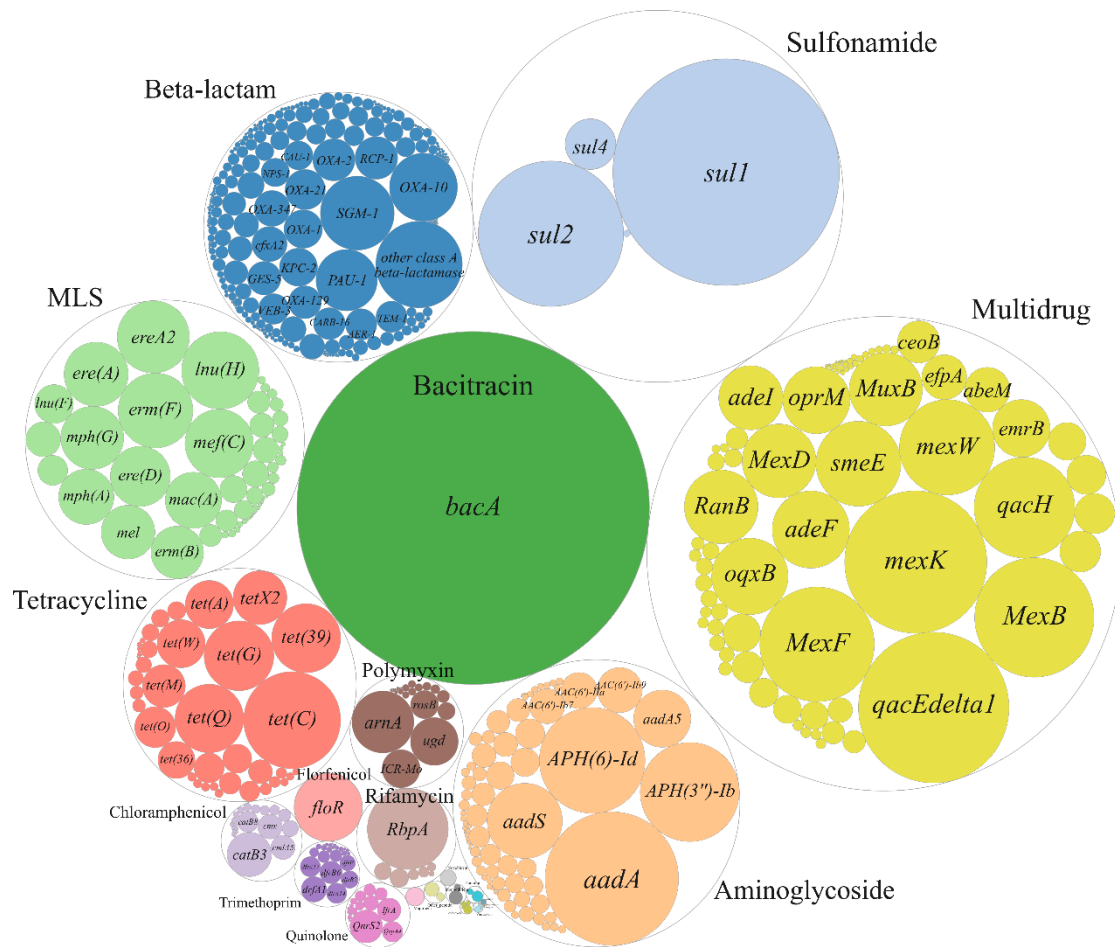 Sulfonamide
sul4
sul1
sul2
Beta-lactam
CAU-1
OXA-2
RCP-1
NPS-1
OXA-21
OXA-10
OXA-347
SGM-1
OXA-1
cfxA2
other class A
beta-lactamase
KPC-2
GES-5
PAU-1
OXA-129
VEB-3
CARB-16
TEM-1
AER-1
MLS
ereA2
ere(A)
lnu(H)
lnu(F)
erm(F)
mph(G)
mef(C)
ere(D)
mph(A)
mac(A)
mel
erm(B)
Bacitracin
bacA
Multidrug
ceoB
adeI
oprM
MuxB
efpA
abeM
emrB
MexD
smeE
mexW
RanB
adeF
qacH
mexK
oqxB
MexF
MexB
qacEdelta1
Tetracycline
tet(A)
tetX2
tet(W)
tet(G)
tet(39)
tet(M)
tet(O)
tet(Q)
tet(C)
tet(36)
Polymyxin
rosB
arnA
ugd
ICR-Mo
Aminoglycoside
AAC(6')-IIa
AAC(6')-Ib9
AAC(6')-Ib7
aadA5
APH(6)-Id
APH(3'')-Ib
aadS
aadA
Florfenicol
floR
Rifamycin
RbpA
Chloramphenicol
catB8
catB3
Trimethoprim
dfrA1
Quinolone
lfrA
QnrS2